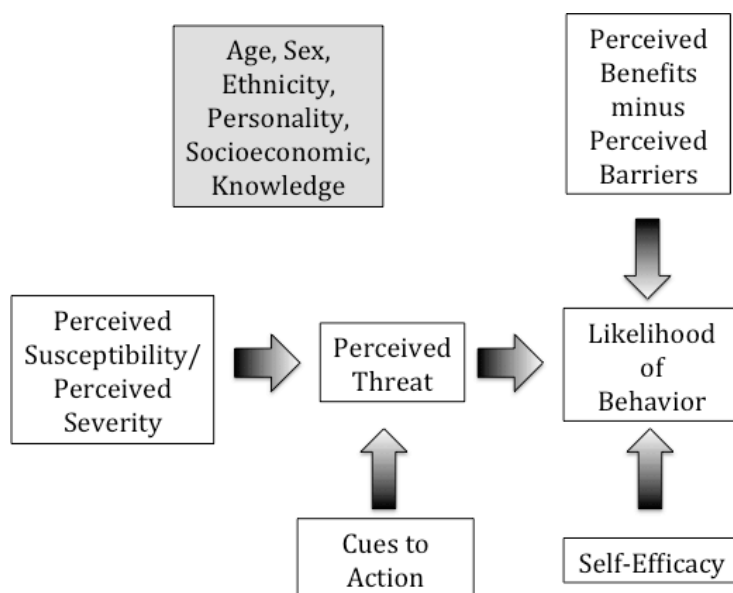 Age, Sex,
Ethnicity,
Personality,
Socioeconomic,
Knowledge
Perceived
Benefits
minus
Perceived
Barriers
Perceived
Susceptibility/
Perceived
Severity
Perceived
Threat
Likelihood
of
Behavior
Cues to
Action
Self-Efficacy